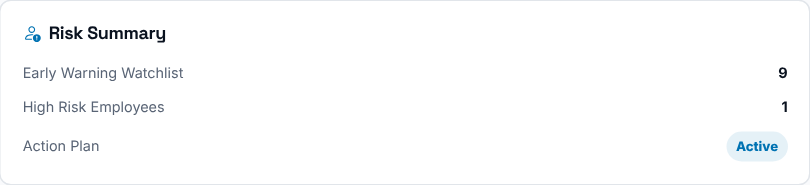 Risk Summary
Early Warning Watchlist 9
High Risk Employees 1
Action Plan Active